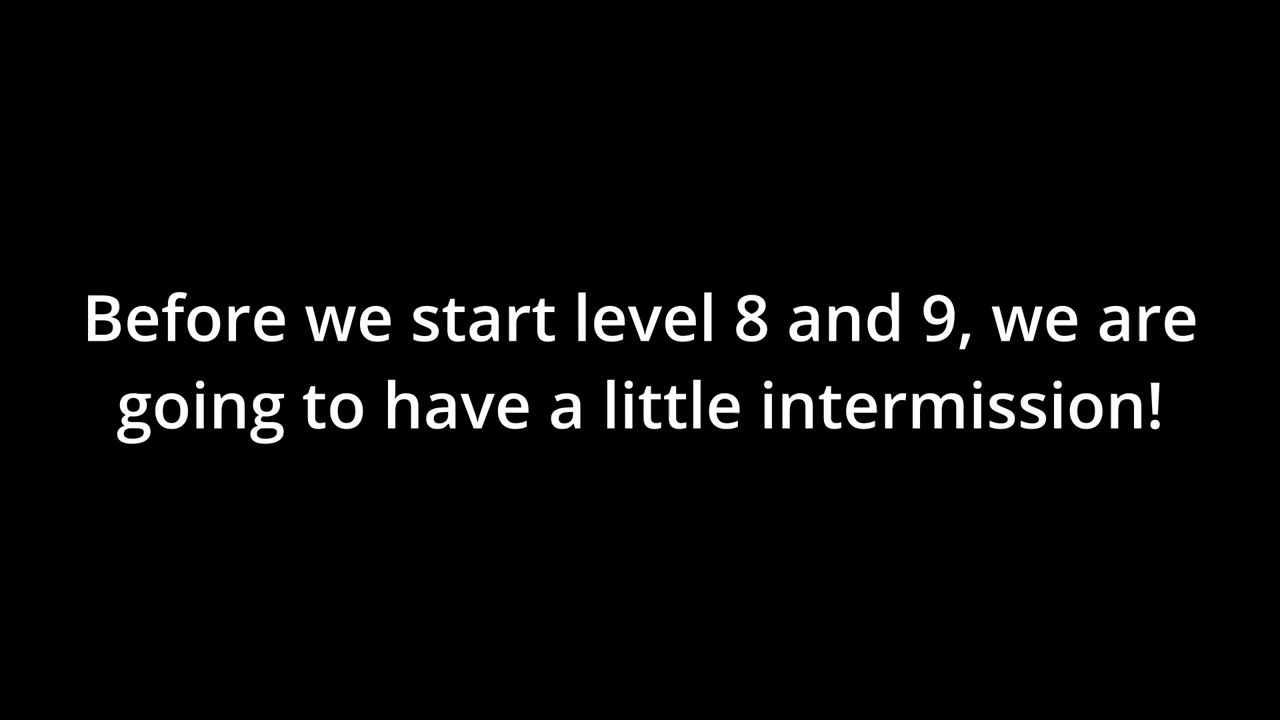 Before we start level 8 and 9, we are
going to have a little intermission!